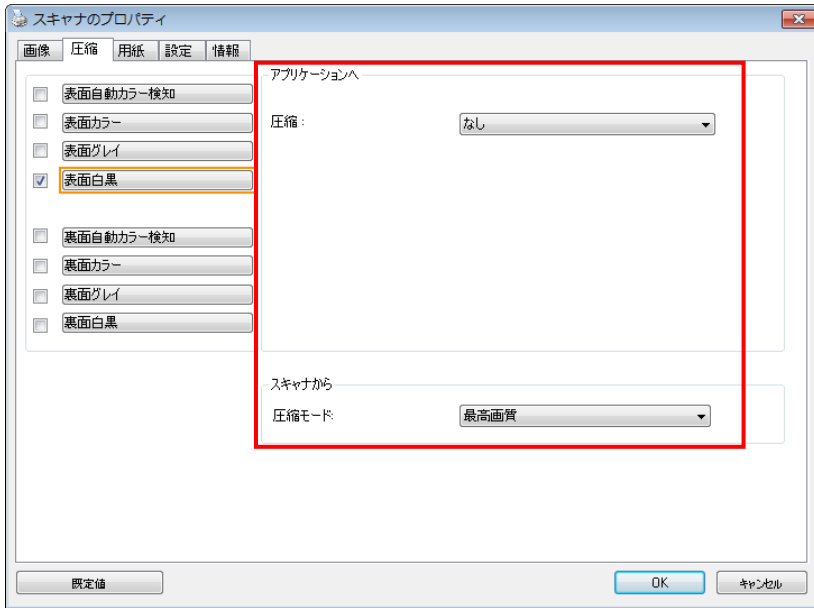 スキャナのプロパティ
画像 圧縮 用紙 設定 情報
アプリケーションへ
表面自動カラー検知
表面カラー
圧縮： なし
表面グレイ
表面白黒
裏面自動カラー検知
裏面カラー
裏面グレイ
裏面白黒
スキャナから
圧縮モード: 最高画質
既定値 OK キャンセル